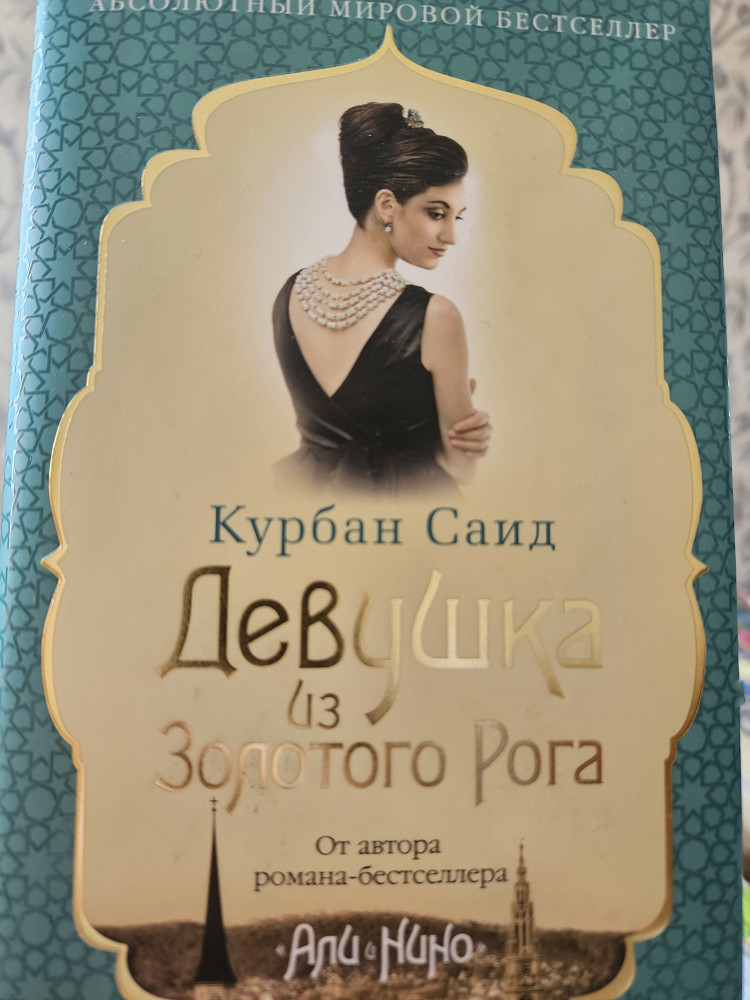 АБСОЛЮТНЫЙ МИРОВОЙ БЕСТСЕЛЛЕР
Курбан Саид
Девушка
из
Золотого Рога
От автора
романа-бестселлера
«Али и Нино»